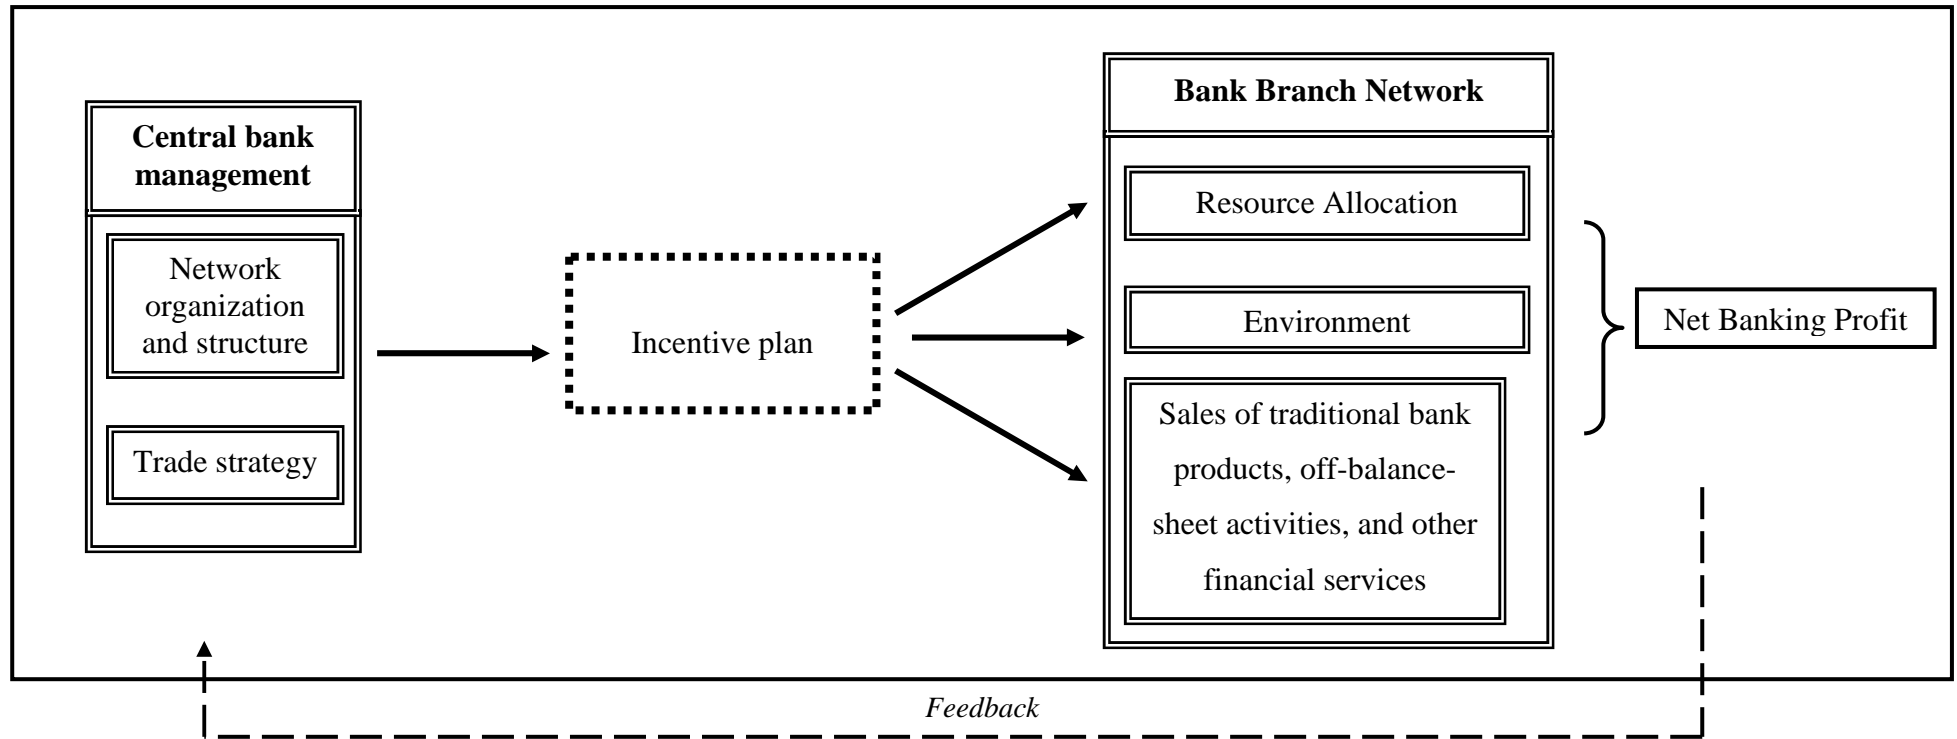 Central bank
management
Network
organization
and structure
Trade strategy
Incentive plan
Bank Branch Network
Resource Allocation
Environment
Sales of traditional bank
products, off-balance-
sheet activities, and other
financial services
Net Banking Profit
Feedback